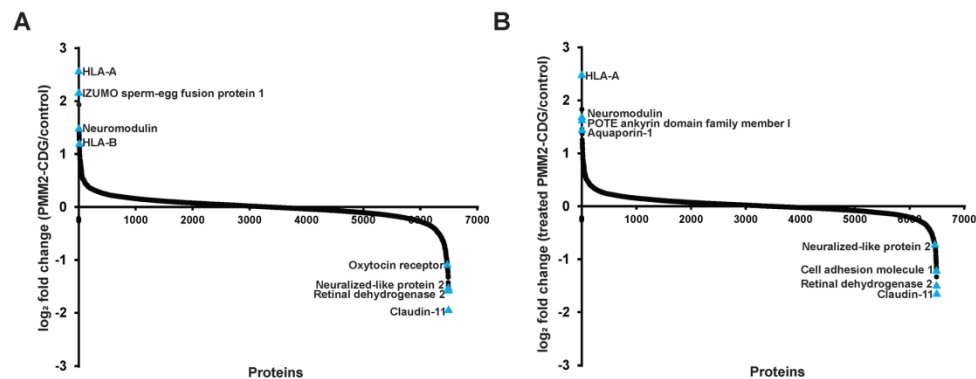 A
log₂ fold change (PMM2-CDG/control)
3
2
1
0
-1
-2
-3
HLA-A
IZUMO sperm-egg fusion protein 1
Neuromodulin
HLA-B
0 1000 2000 3000 4000 5000 6000 7000
Oxytocin receptor
Neuralized-like protein 2
Retinal dehydrogenase 2
Claudin-11
Proteins
B
log₂ fold change (treated PMM2-CDG/control)
3
2
1
0
-1
-2
-3
HLA-A
Neuromodulin
POTE ankyrin domain family member I
Aquaporin-1
0 1000 2000 3000 4000 5000 6000 7000
Neuralized-like protein 2
Cell adhesion molecule 1
Retinal dehydrogenase 2
Claudin-11
Proteins